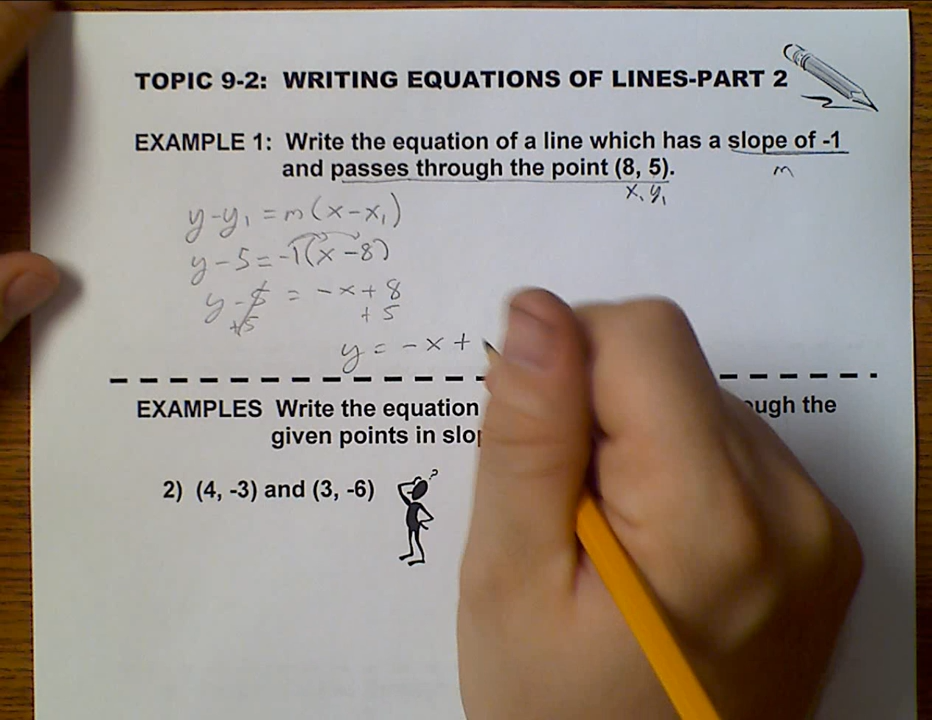 TOPIC 9-2: WRITING EQUATIONS OF LINES-PART 2
EXAMPLE 1: Write the equation of a line which has a slope of -1
and passes through the point (8, 5).
m
x₁ y₁
y - y₁ = m(x - x₁)
y - 5 = -1(x - 8)
y - 5 = -x + 8
+5 + 5
y = -x +
EXAMPLES Write the equation ugh the
given points in
2) (4, -3) and (3, -6)
?